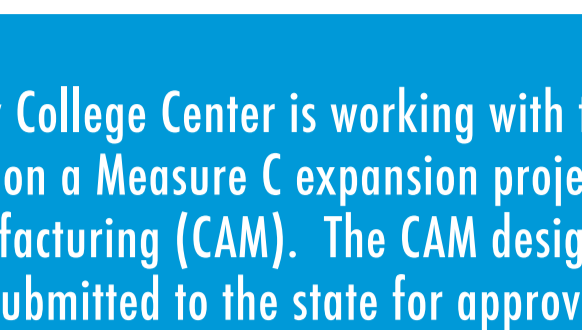 College Center is working with
on a Measure C expansion proje
facturing (CAM). The CAM desig
ubmitted to the state for approv